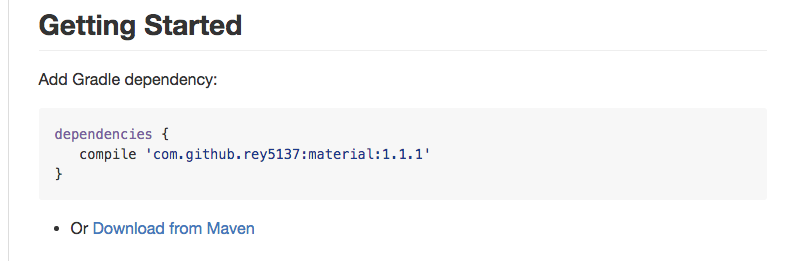 Getting Started
Add Gradle dependency:
dependencies {
   compile 'com.github.rey5137:material:1.1.1'
}
• Or Download from Maven